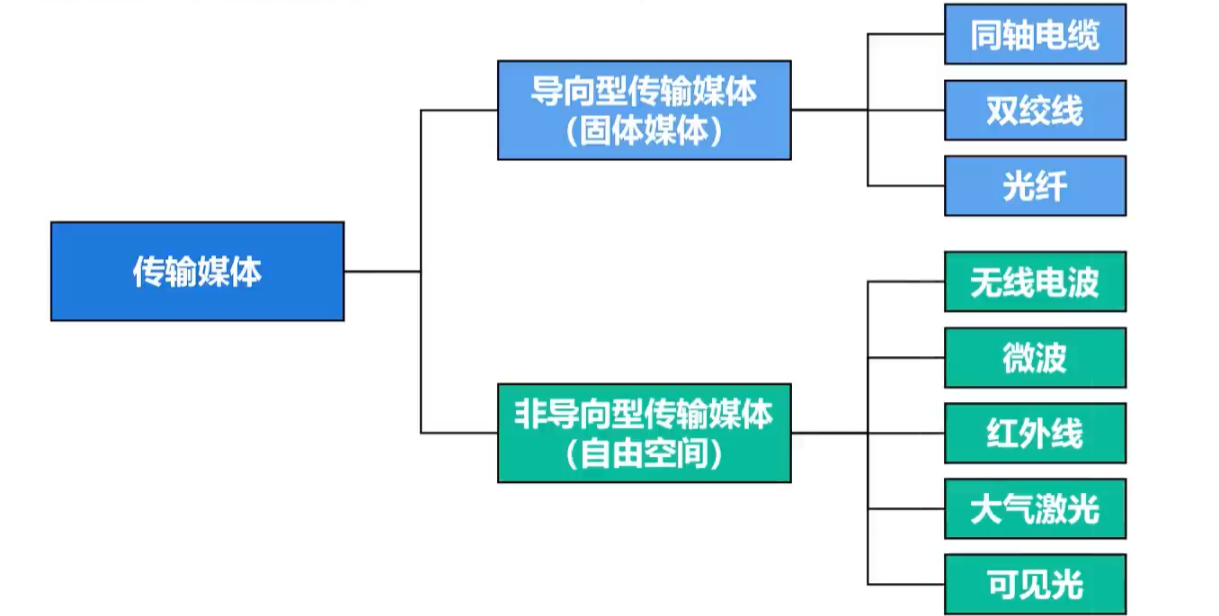 传输媒体
导向型传输媒体
（固体媒体）
同轴电缆
双绞线
光纤
非导向型传输媒体
（自由空间）
无线电波
微波
红外线
大气激光
可见光